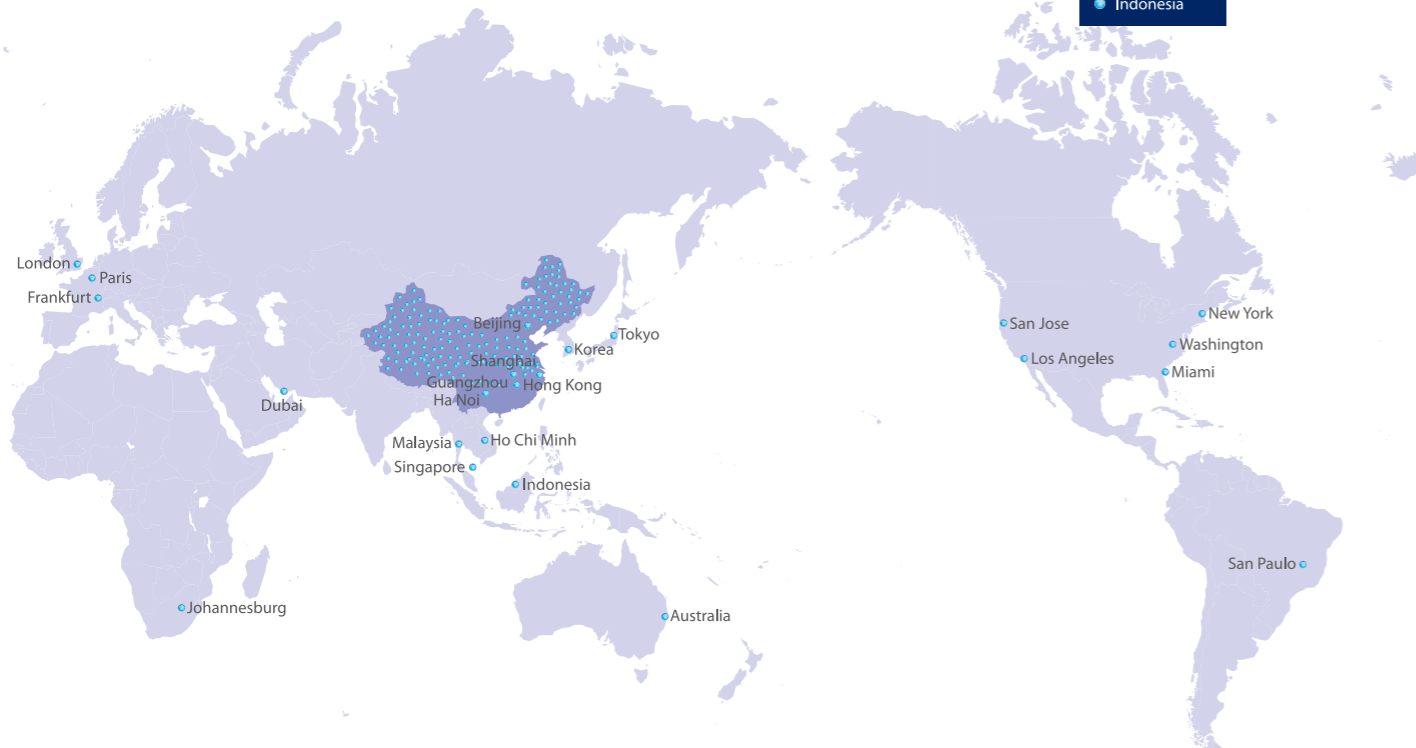 Indonesia
London
Paris
Frankfurt
Beijing
Tokyo
Korea
Shanghai
Guangzhou
Hong Kong
Ha Noi
Dubai
Malaysia
Ho Chi Minh
Singapore
Indonesia
Johannesburg
Australia
San Jose
New York
Washington
Los Angeles
Miami
San Paulo